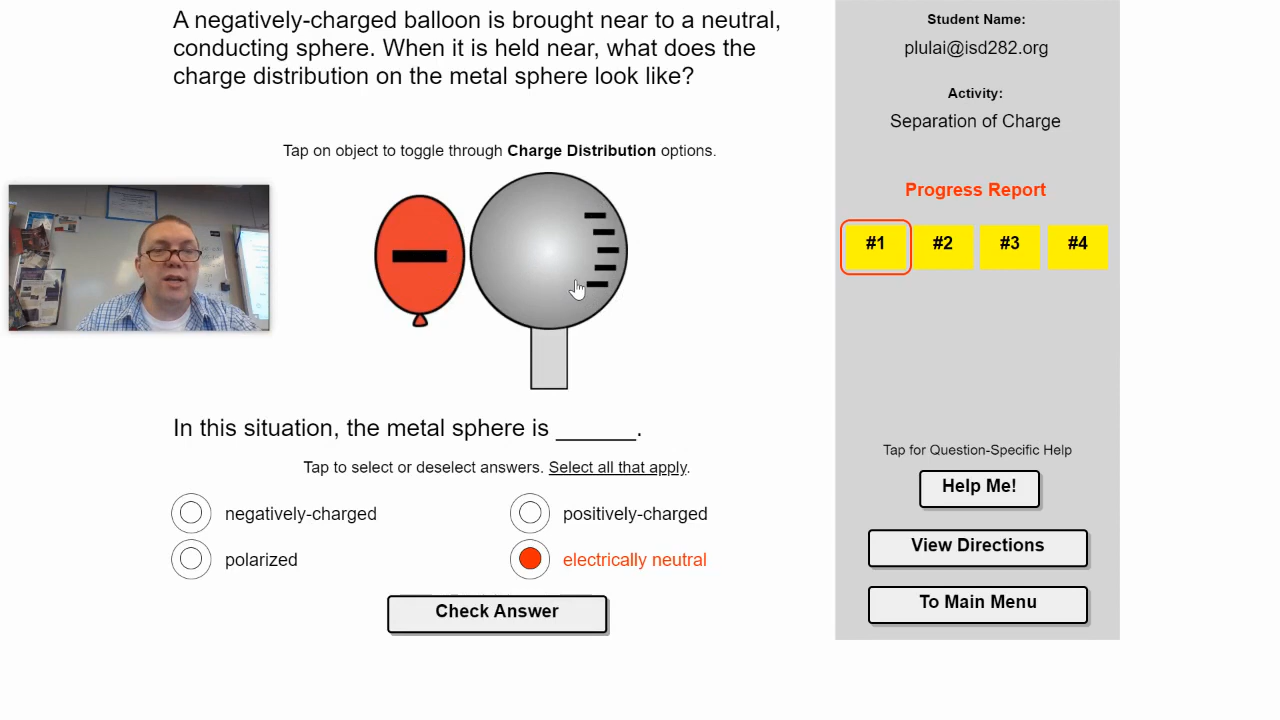 A negatively-charged balloon is brought near to a neutral,
conducting sphere. When it is held near, what does the
charge distribution on the metal sphere look like?
Tap on object to toggle through Charge Distribution options.
In this situation, the metal sphere is ______.
Tap to select or deselect answers. Select all that apply.
negatively-charged
positively-charged
polarized
electrically neutral
Check Answer
Student Name:
plulai@isd282.org
Activity:
Separation of Charge
Progress Report
#1 #2 #3 #4
Tap for Question-Specific Help
Help Me!
View Directions
To Main Menu